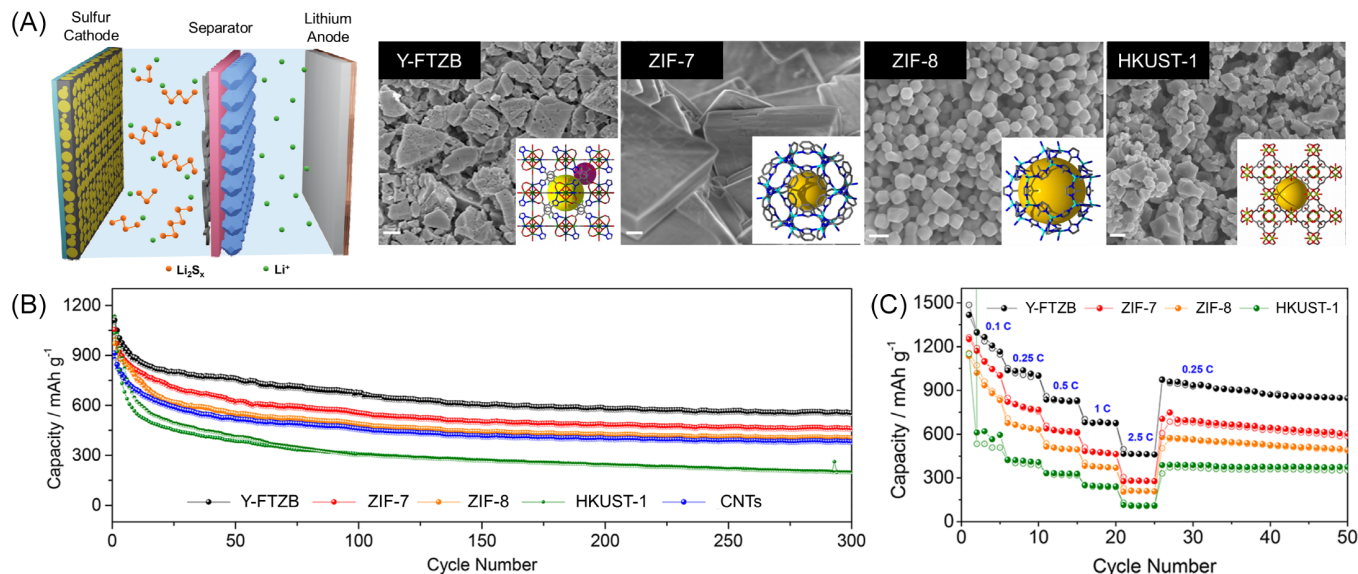 (A)
Sulfur
Cathode
Separator
Lithium
Anode
Li₂Sₓ
Li⁺
Y-FTZB
ZIF-7
ZIF-8
HKUST-1
(B)
Capacity / mAh g⁻¹
1200
900
600
300
0
Y-FTZB
ZIF-7
ZIF-8
HKUST-1
CNTs
0
50
100
150
200
250
300
Cycle Number
(C)
Capacity / mAh g⁻¹
1500
1200
900
600
300
0
Y-FTZB
ZIF-7
ZIF-8
HKUST-1
0.1 C
0.25 C
0.5 C
1 C
2.5 C
0.25 C
0
10
20
30
40
50
Cycle Number